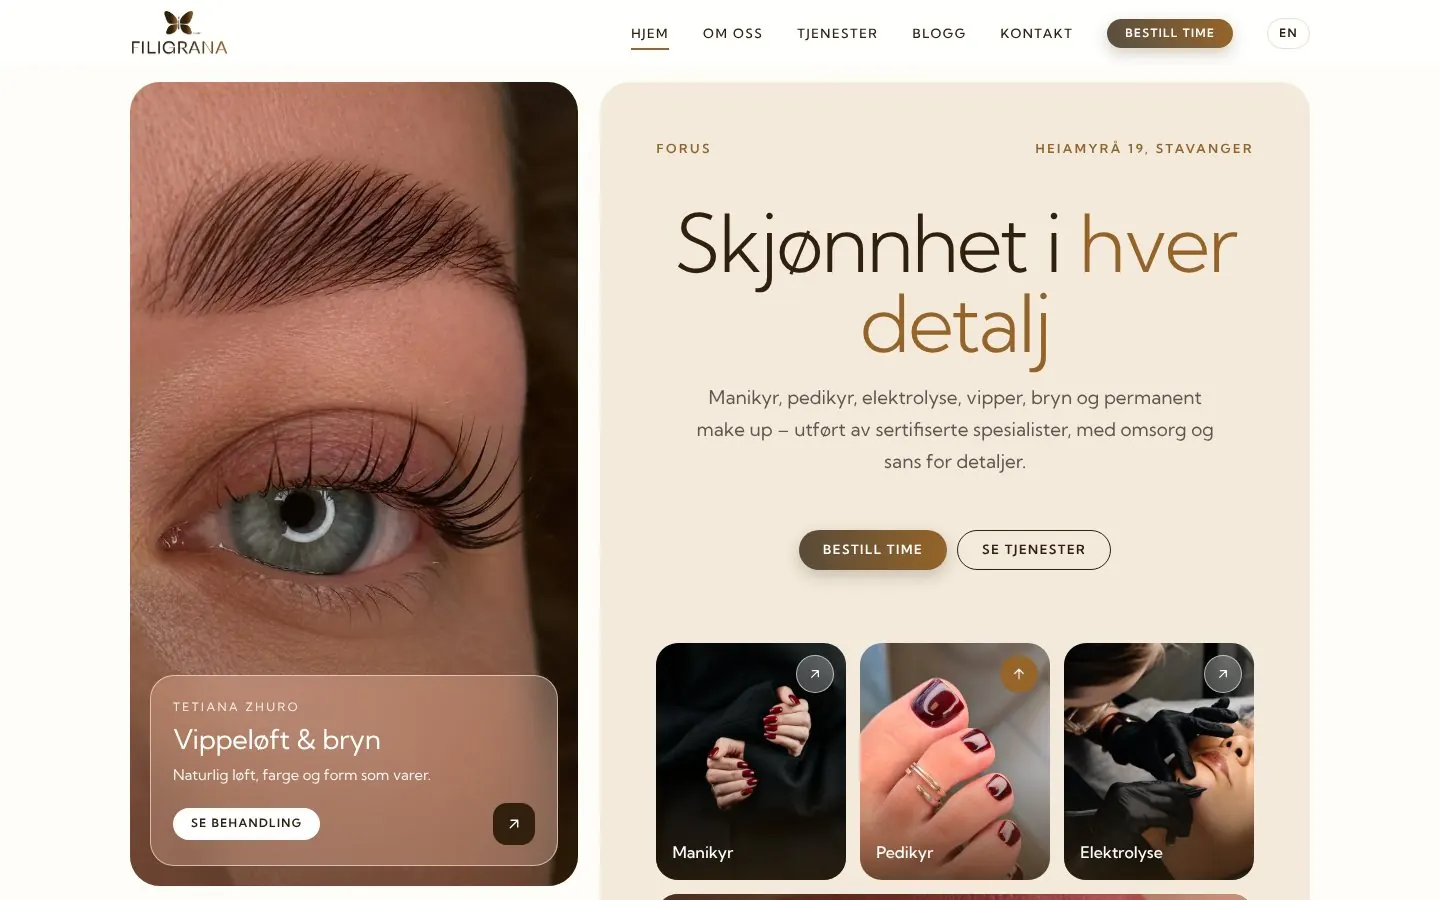 FILIGRANA
HJEM
OM OSS
TJENESTER
BLOGG
KONTAKT
BESTILL TIME
EN
FORUS
HEIAMYRÅ 19, STAVANGER
Skjønnhet i hver
detalj
Manikyr, pedikyr, elektrolyse, vipper, bryn og permanent
make up – utført av sertifiserte spesialister, med omsorg og
sans for detaljer.
BESTILL TIME
SE TJENESTER
TETIANA ZHURO
Vippeløft & bryn
Naturlig løft, farge og form som varer.
SE BEHANDLING
Manikyr
Pedikyr
Elektrolyse